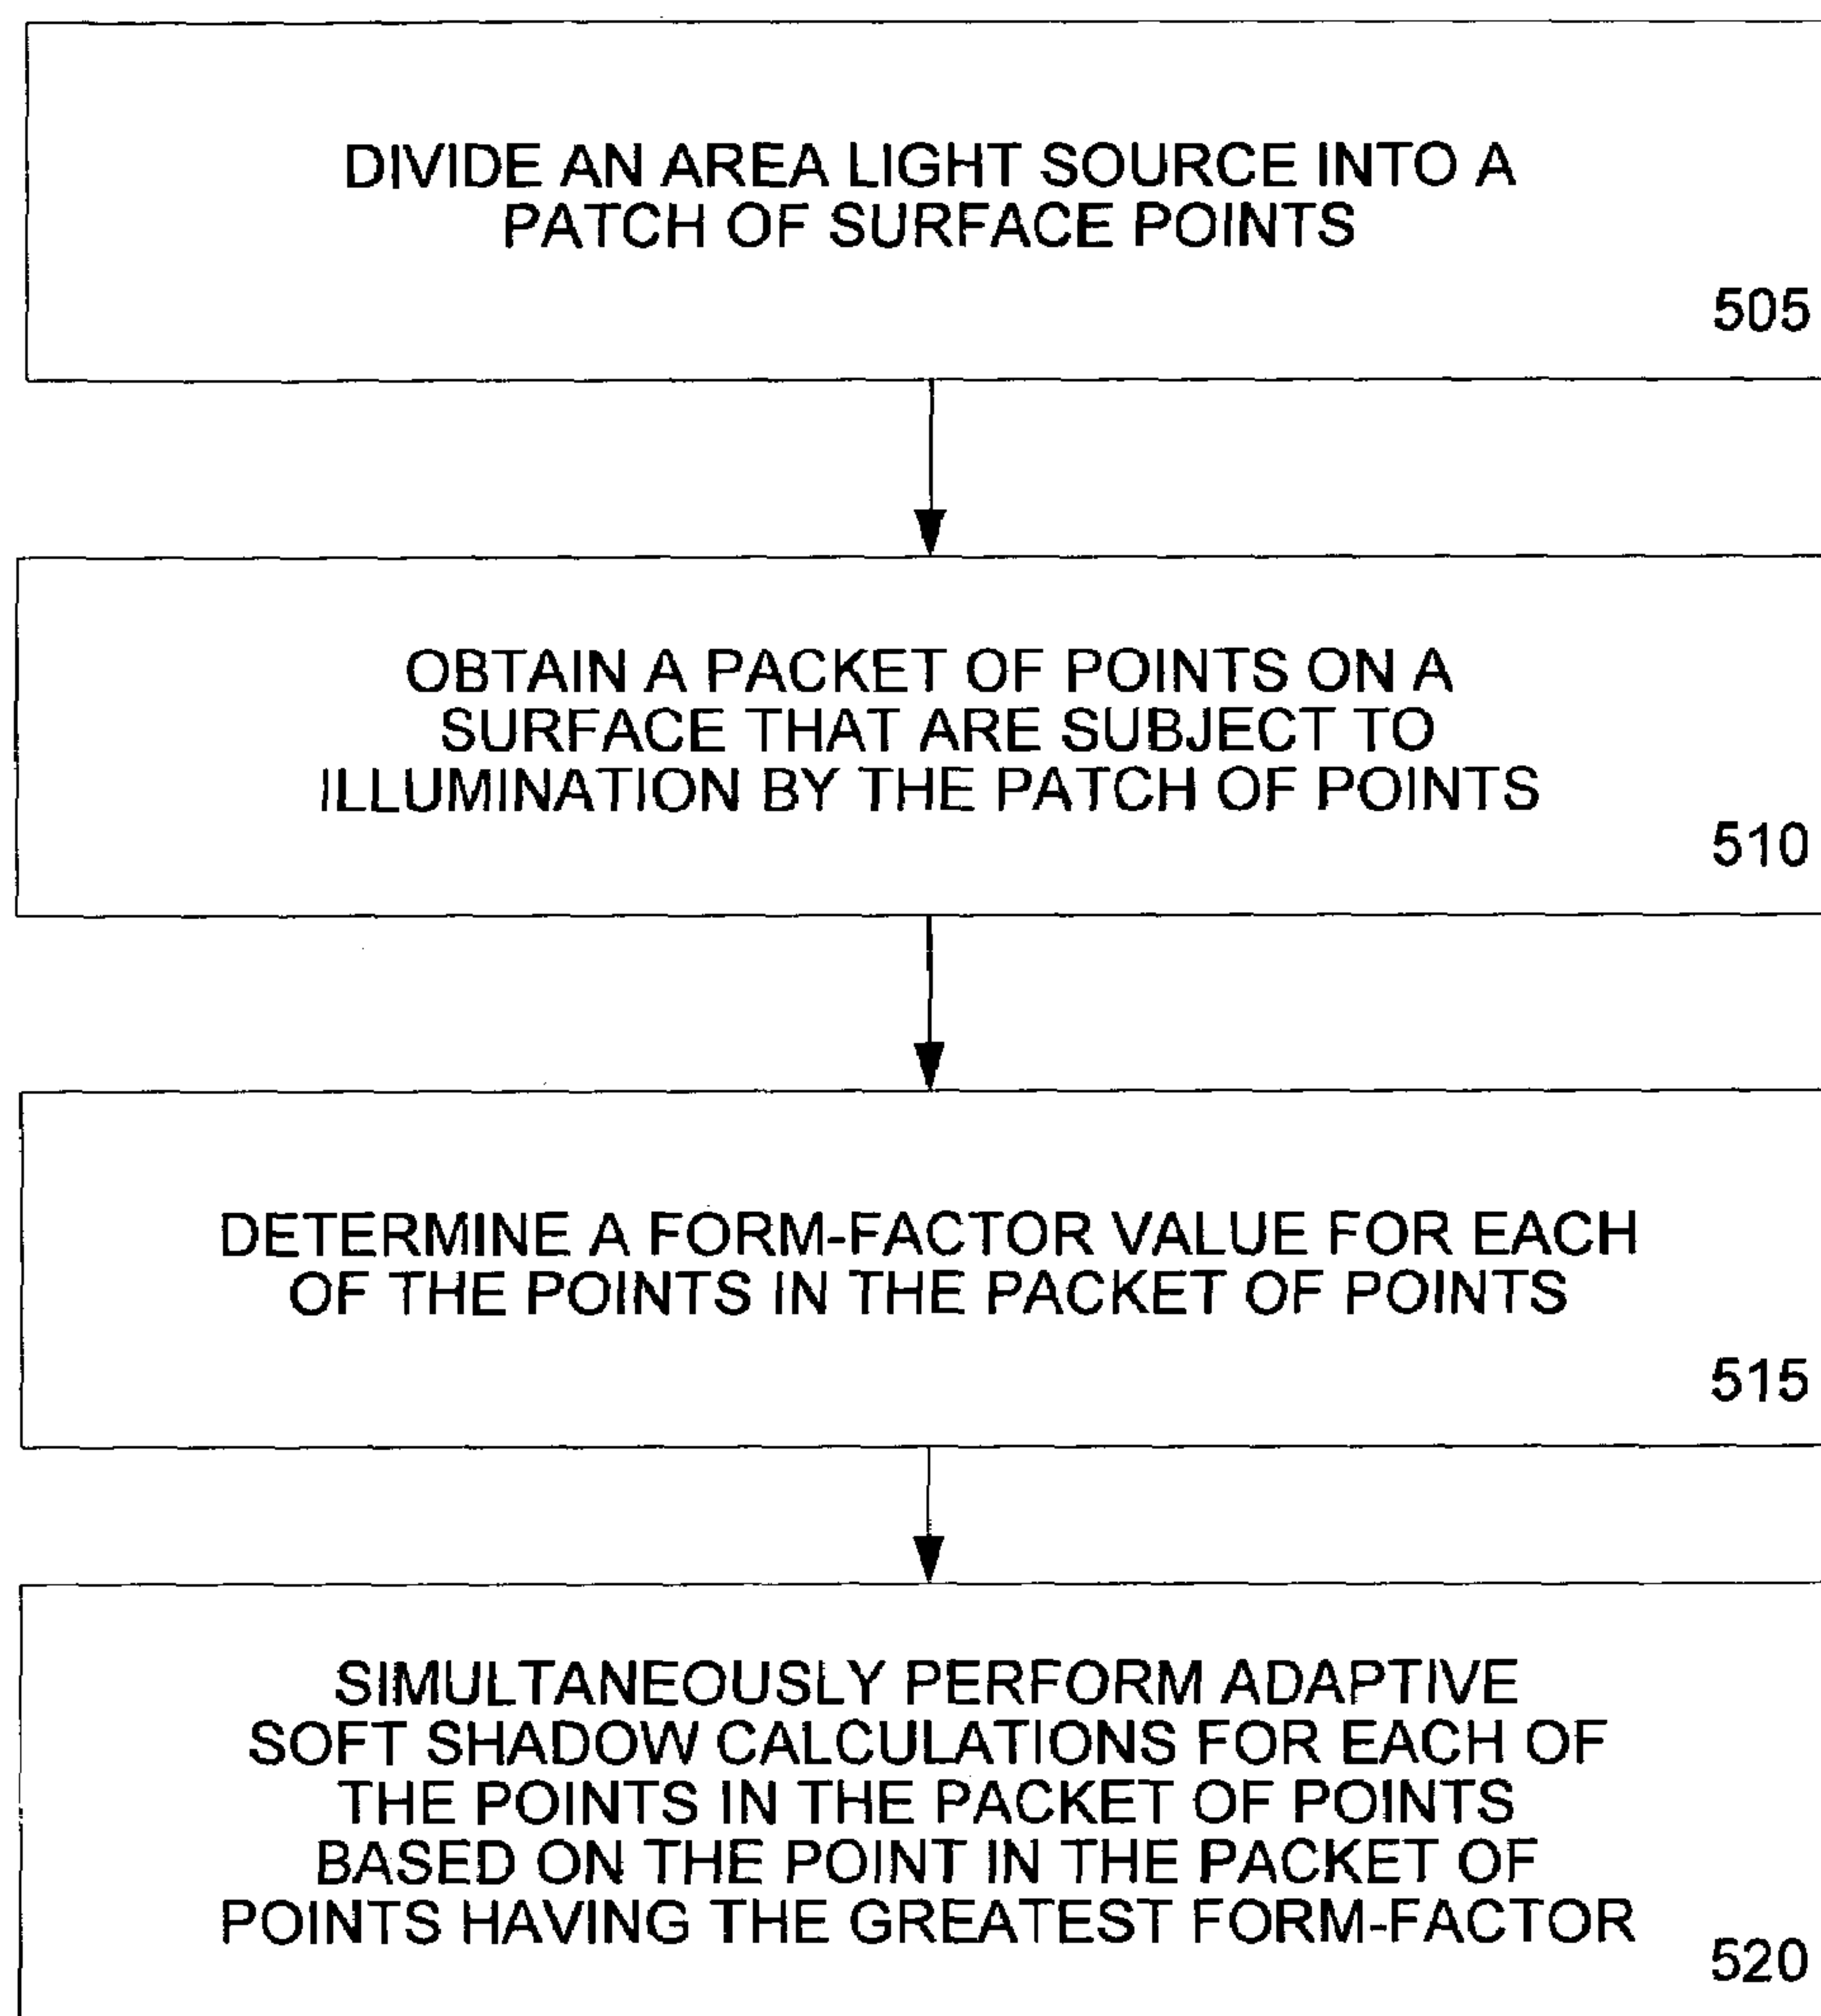 DIVIDE AN AREA LIGHT SOURCE INTO A
PATCH OF SURFACE POINTS
505
OBTAIN A PACKET OF POINTS ON A
SURFACE THAT ARE SUBJECT TO
ILLUMINATION BY THE PATCH OF POINTS
510
DETERMINE A FORM-FACTOR VALUE FOR EACH
OF THE POINTS IN THE PACKET OF POINTS
515
SIMULTANEOUSLY PERFORM ADAPTIVE
SOFT SHADOW CALCULATIONS FOR EACH OF
THE POINTS IN THE PACKET OF POINTS
BASED ON THE POINT IN THE PACKET OF
POINTS HAVING THE GREATEST FORM-FACTOR
520